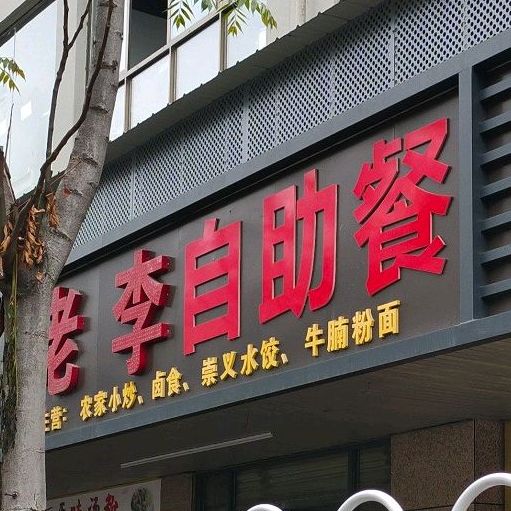 老李自助餐
主营：农家小炒、卤食、崇义水饺、牛腩粉面